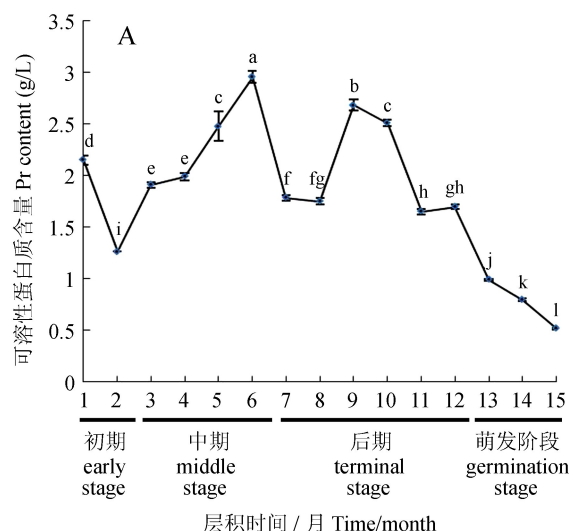 A
可溶性蛋白质含量 Pr content (g/L)
3.5
3
2.5
2
1.5
1
0.5
0
d
i
e
e
c
a
f
fg
b
c
h
gh
j
k
l
1 2 3 4 5 6 7 8 9 10 11 12 13 14 15
初期 中期 后期 萌发阶段
early middle terminal germination
stage stage stage stage
层积时间 / 月 Time/month